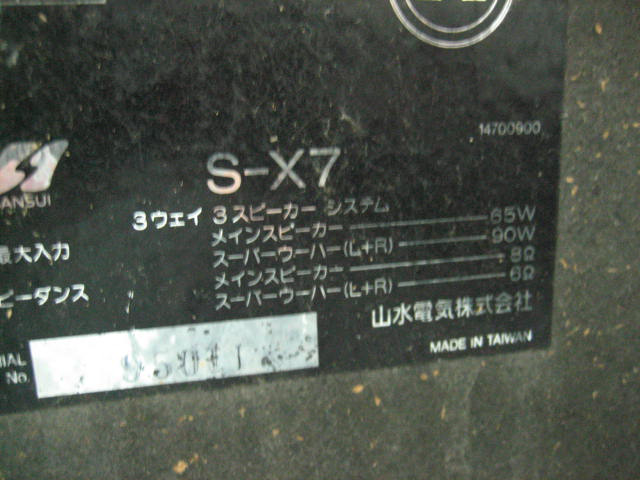 14700900
S-X7
ANSUI
3ウェイ 3スピーカー システム
最大入力
メインスピーカー 65W
スーパーウーハー(L+R) 90W
ピーダンス
メインスピーカー 8Ω
スーパーウーハー(L+R) 6Ω
山水電気株式会社
MADE IN TAIWAN
IAL
No.